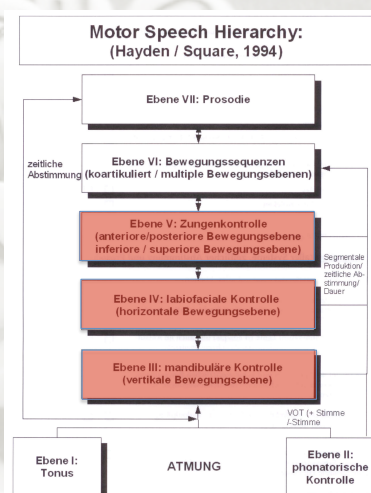 Motor Speech Hierarchy:
(Hayden / Square, 1994)
Ebene VII: Prosodie
zeitliche
Abstimmung
Ebene VI: Bewegungssequenzen
(koartikuliert / multiple Bewegungsebenen)
Ebene V: Zungenkontrolle
(anteriore/posteriore Bewegungsebene
inferiore / superiore Bewegungsebene)
Segmentale
Produktion/
zeitliche Ab-
stimmung/
Dauer
Ebene IV: labiofaciale Kontrolle
(horizontale Bewegungsebene)
Ebene III: mandibuläre Kontrolle
(vertikale Bewegungsebene)
VOT (+ Stimme
/-Stimme
Ebene I:
Tonus
ATMUNG
Ebene II:
phonatorische
Kontrolle